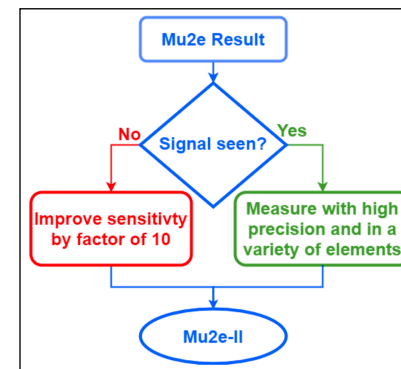 Mu2e Result
Signal seen?
No
Yes
Improve sensitivty
by factor of 10
Measure with high
precision and in a
variety of elements
Mu2e-II